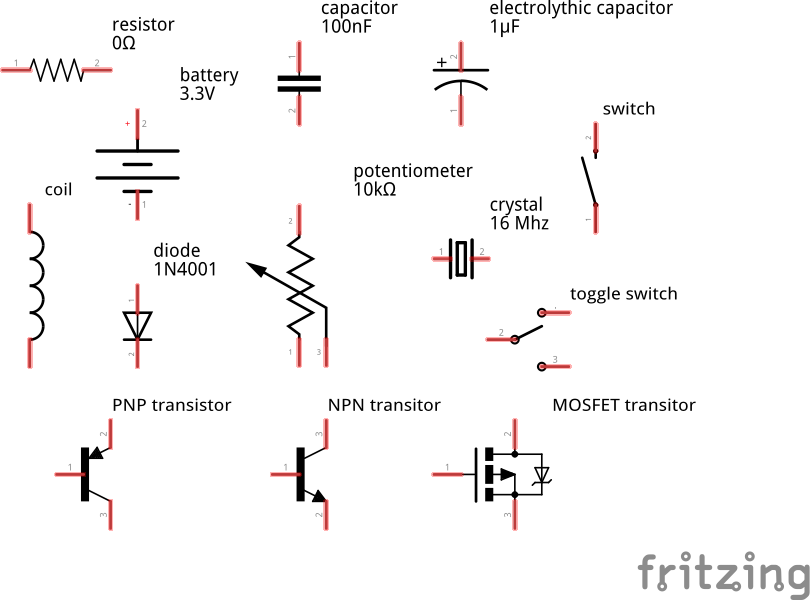 resistor
0Ω
1
2
capacitor
100nF
1
2
electrolythic capacitor
1µF
+
2
1
battery
3.3V
+
2
-
1
switch
2
1
coil
potentiometer
10kΩ
2
1
3
crystal
16 Mhz
1
2
diode
1N4001
1
2
toggle switch
2
3
PNP transistor
2
1
3
NPN transitor
3
1
2
MOSFET transitor
2
1
3
fritzing